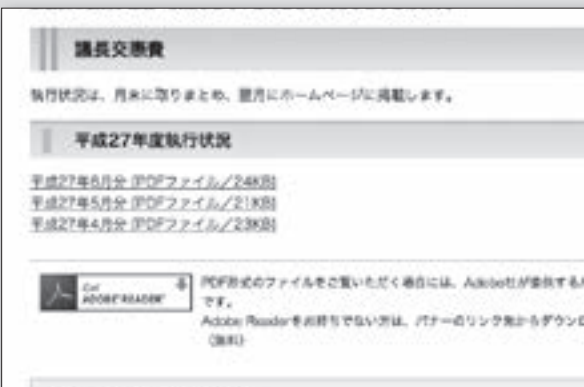 議長交際費
執行状況は、月末に取りまとめ、翌月にホームページに掲載します。
平成27年度執行状況
平成27年6月分 [PDFファイル/24KB]
平成27年5月分 [PDFファイル/21KB]
平成27年4月分 [PDFファイル/23KB]
Get
ADOBE READER
PDF形式のファイルをご覧いただく場合には、Adobe社が提供するA
です。
Adobe Readerをお持ちでない方は、バナーのリンク先からダウンロ
(無料)